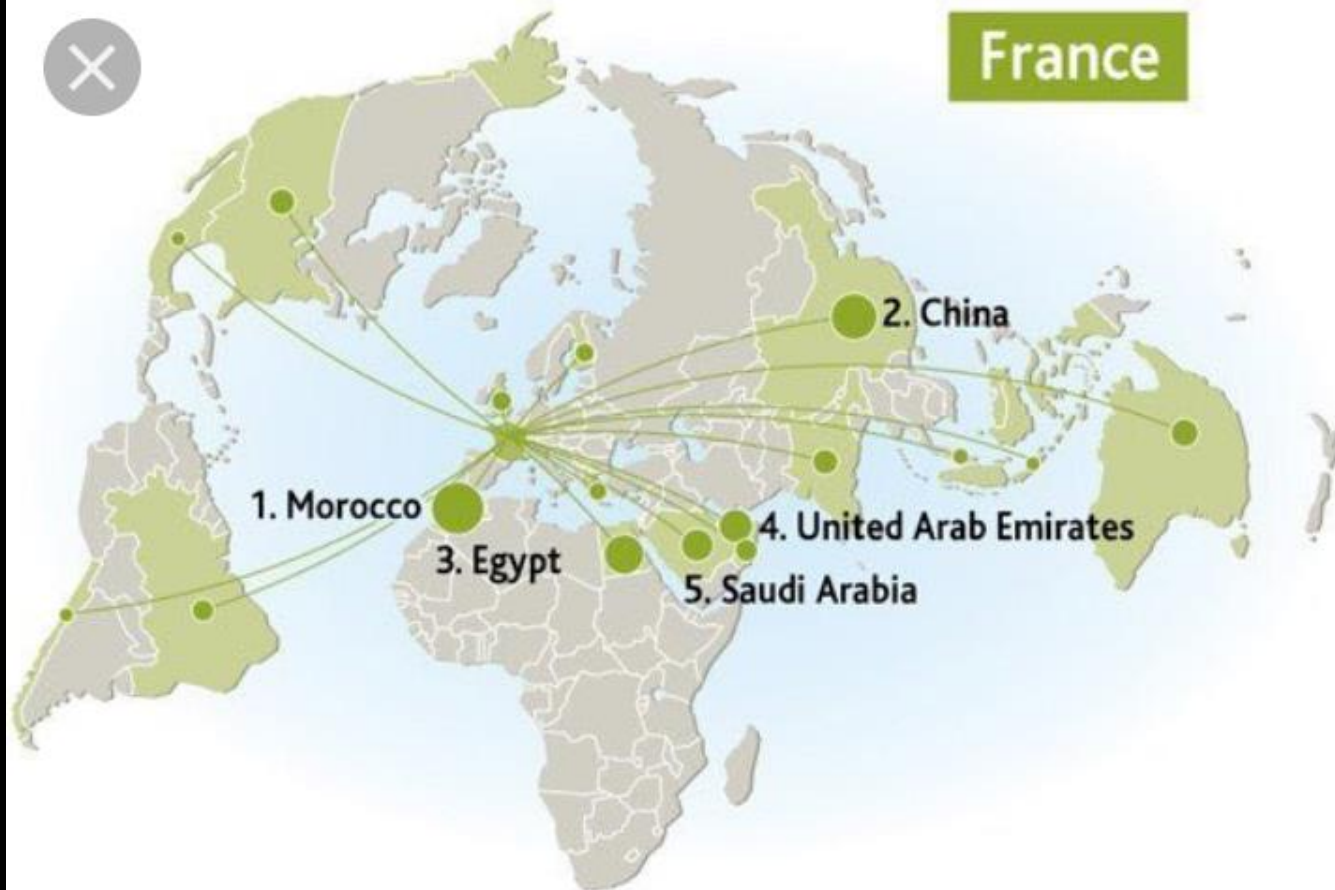 France
2. China
1. Morocco
4. United Arab Emirates
3. Egypt
5. Saudi Arabia